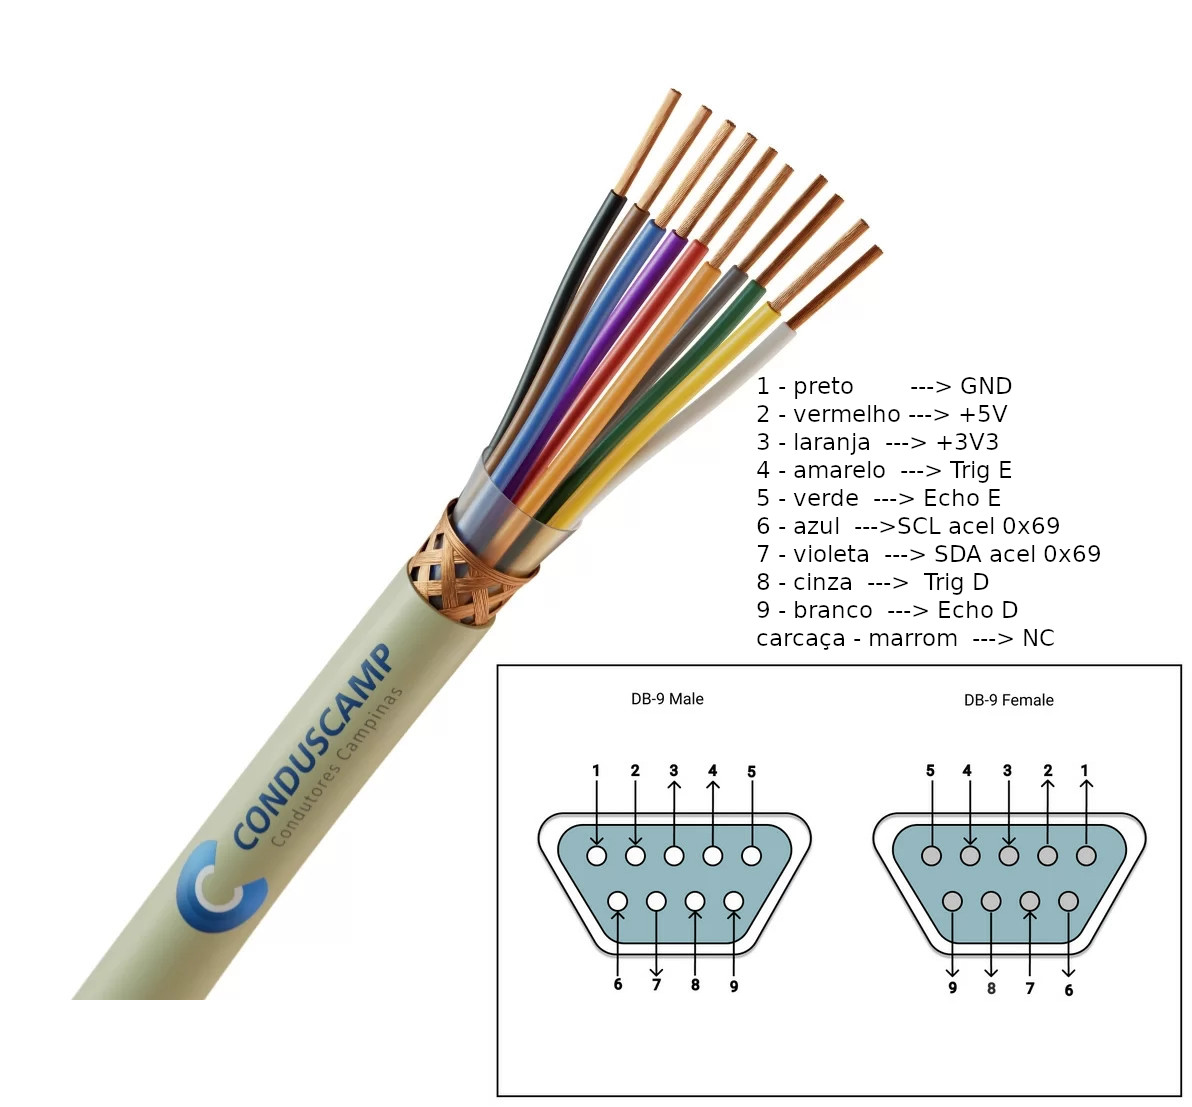 1 - preto ---> GND
2 - vermelho ---> +5V
3 - laranja ---> +3V3
4 - amarelo ---> Trig E
5 - verde ---> Echo E
6 - azul --->SCL acel 0x69
7 - violeta ---> SDA acel 0x69
8 - cinza ---> Trig D
9 - branco ---> Echo D
carcaça - marrom ---> NC
CONDUSCAMP
Condutores Campinas
DB-9 Male
1 2 3 4 5
6 7 8 9
DB-9 Female
5 4 3 2 1
9 8 7 6